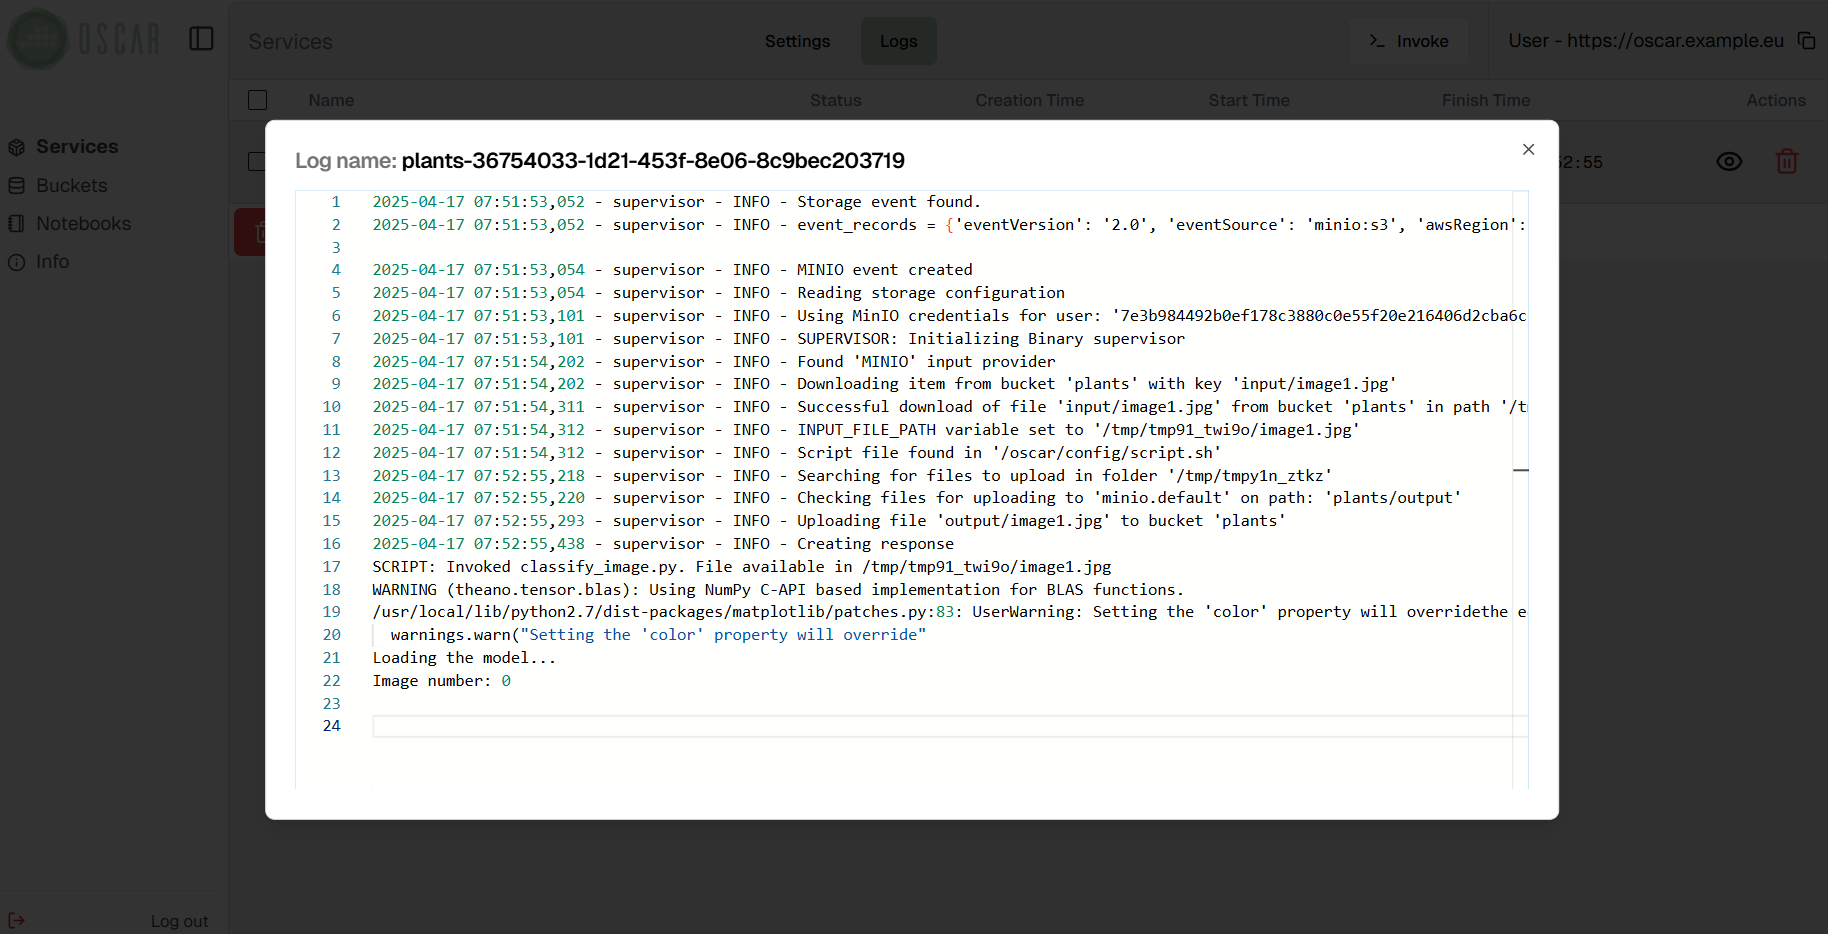 OSCAR
Services
Settings
Logs
Invoke
User - https://oscar.example.eu
Name
Status
Creation Time
Start Time
Finish Time
Actions
Services
Buckets
Notebooks
Info
Log out
52:55
Log name: plants-36754033-1d21-453f-8e06-8c9bec203719
1 2025-04-17 07:51:53,052 - supervisor - INFO - Storage event found.
2 2025-04-17 07:51:53,052 - supervisor - INFO - event_records = {'eventVersion': '2.0', 'eventSource': 'minio:s3', 'awsRegion':
3
4 2025-04-17 07:51:53,054 - supervisor - INFO - MINIO event created
5 2025-04-17 07:51:53,054 - supervisor - INFO - Reading storage configuration
6 2025-04-17 07:51:53,101 - supervisor - INFO - Using MinIO credentials for user: '7e3b984492b0ef178c3880c0e55f20e216406d2cba6c
7 2025-04-17 07:51:53,101 - supervisor - INFO - SUPERVISOR: Initializing Binary supervisor
8 2025-04-17 07:51:54,202 - supervisor - INFO - Found 'MINIO' input provider
9 2025-04-17 07:51:54,202 - supervisor - INFO - Downloading item from bucket 'plants' with key 'input/image1.jpg'
10 2025-04-17 07:51:54,311 - supervisor - INFO - Successful download of file 'input/image1.jpg' from bucket 'plants' in path '/t
11 2025-04-17 07:51:54,312 - supervisor - INFO - INPUT_FILE_PATH variable set to '/tmp/tmp91_twi9o/image1.jpg'
12 2025-04-17 07:51:54,312 - supervisor - INFO - Script file found in '/oscar/config/script.sh'
13 2025-04-17 07:52:55,218 - supervisor - INFO - Searching for files to upload in folder '/tmp/tmpy1n_ztkz'
14 2025-04-17 07:52:55,220 - supervisor - INFO - Checking files for uploading to 'minio.default' on path: 'plants/output'
15 2025-04-17 07:52:55,293 - supervisor - INFO - Uploading file 'output/image1.jpg' to bucket 'plants'
16 2025-04-17 07:52:55,438 - supervisor - INFO - Creating response
17 SCRIPT: Invoked classify_image.py. File available in /tmp/tmp91_twi9o/image1.jpg
18 WARNING (theano.tensor.blas): Using NumPy C-API based implementation for BLAS functions.
19 /usr/local/lib/python2.7/dist-packages/matplotlib/patches.py:83: UserWarning: Setting the 'color' property will overridethe e
20 warnings.warn("Setting the 'color' property will override"
21 Loading the model...
22 Image number: 0
23
24